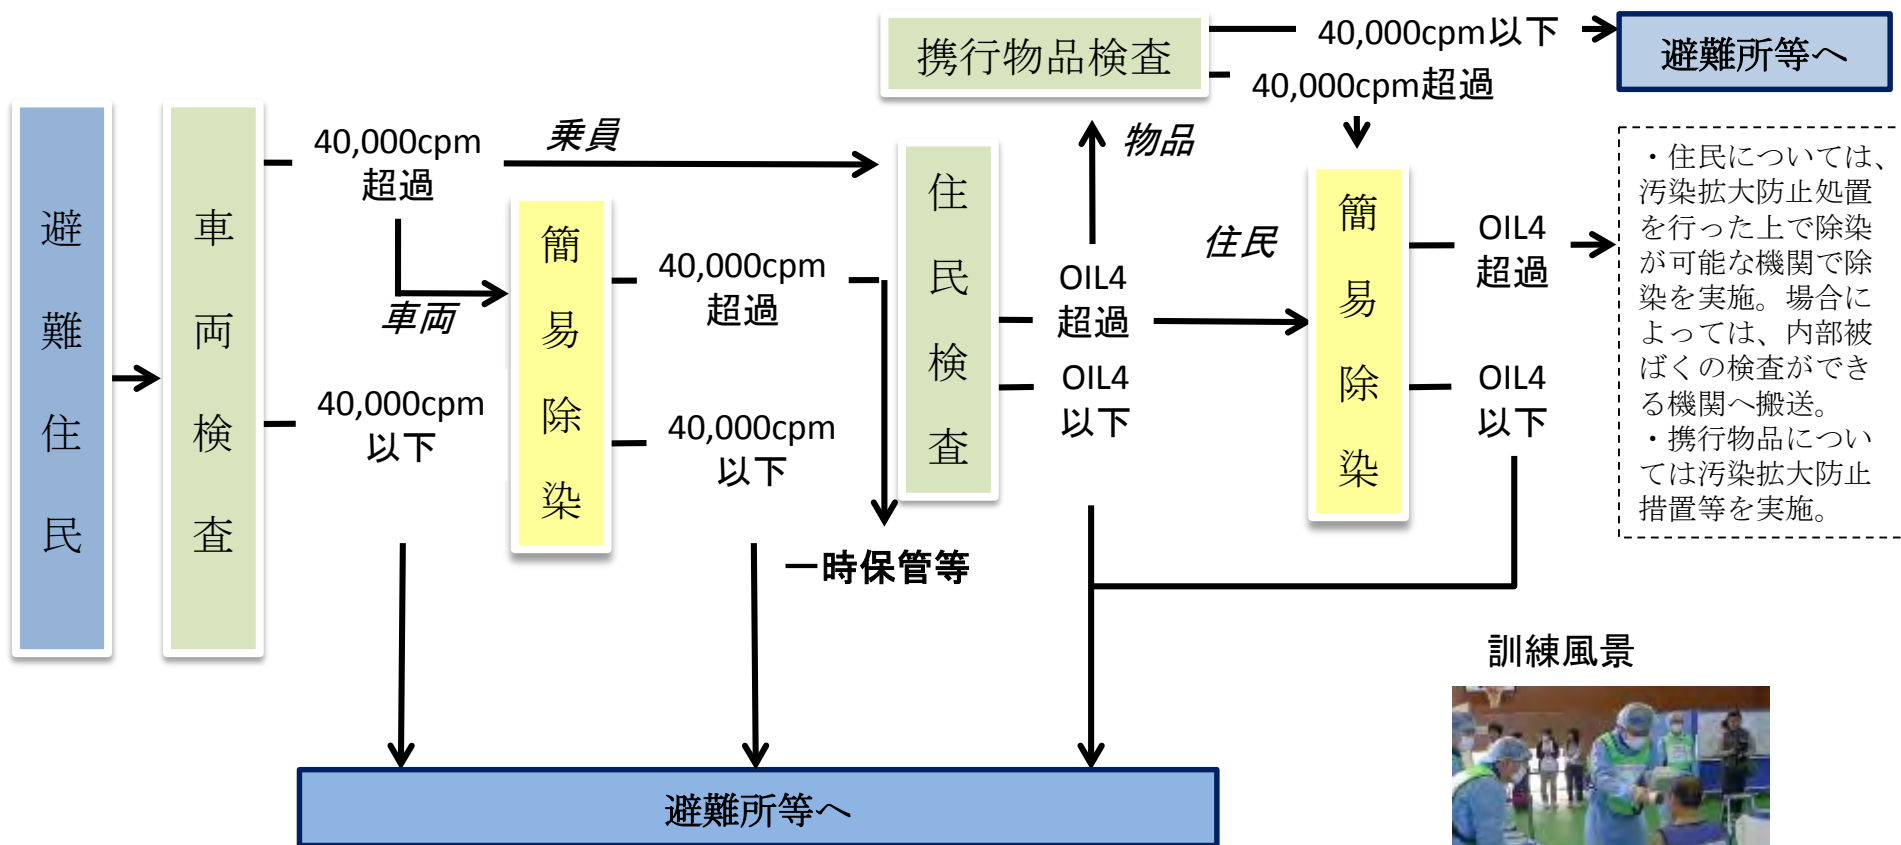 避難住民
車両検査
40,000cpm
超過
乗員
車両
40,000cpm
以下
簡易除染
40,000cpm
超過
40,000cpm
以下
一時保管等
住民検査
携行物品検査
40,000cpm以下
避難所等へ
40,000cpm超過
物品
OIL4
超過
住民
OIL4
以下
簡易除染
OIL4
超過
OIL4
以下
・住民については、
汚染拡大防止処置
を行った上で除染
が可能な機関で除
染を実施。場合に
よっては、内部被
ばくの検査ができ
る機関へ搬送。
・携行物品につい
ては汚染拡大防止
措置等を実施。
訓練風景
避難所等へ